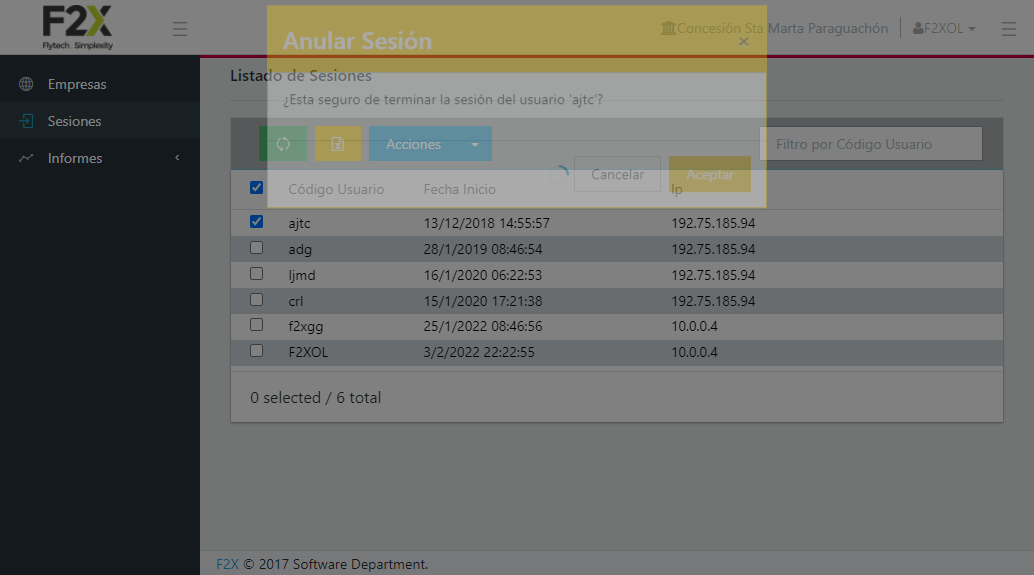 F2X
Flytech Simplexity
Concesión Sta Marta Paraguachón
F2XOL
Empresas
Sesiones
Informes
Anular Sesión
×
¿Esta seguro de terminar la sesión del usuario 'ajtc'?
Cancelar
Aceptar
Listado de Sesiones
Acciones
Filtro por Código Usuario
Código Usuario Fecha Inicio Ip
ajtc 13/12/2018 14:55:57 192.75.185.94
adg 28/1/2019 08:46:54 192.75.185.94
ljmd 16/1/2020 06:22:53 192.75.185.94
crl 15/1/2020 17:21:38 192.75.185.94
f2xgg 25/1/2022 08:46:56 10.0.0.4
F2XOL 3/2/2022 22:22:55 10.0.0.4
0 selected / 6 total
F2X © 2017 Software Department.